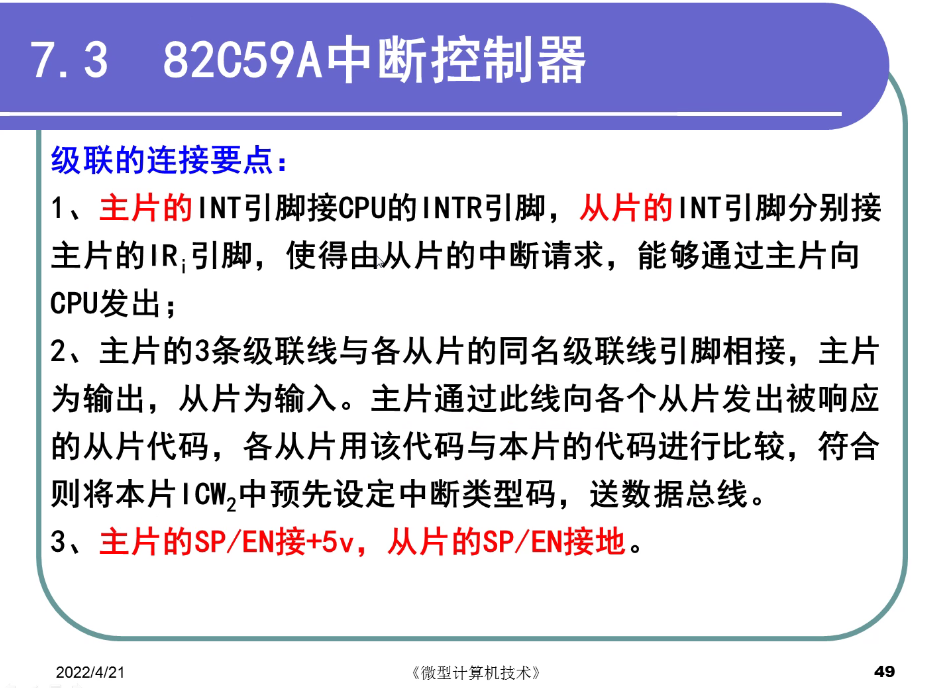 7.3 82C59A中断控制器
级联的连接要点：
1、主片的INT引脚接CPU的INTR引脚，从片的INT引脚分别接
主片的IRi引脚，使得由从片的中断请求，能够通过主片向
CPU发出；
2、主片的3条级联线与各从片的同名级联线引脚相接，主片
为输出，从片为输入。主片通过此线向各个从片发出被响应
的从片代码，各从片用该代码与本片的代码进行比较，符合
则将本片ICW2中预先设定中断类型码，送数据总线。
3、主片的SP/EN接+5v，从片的SP/EN接地。
2022/4/21
《微型计算机技术》
49